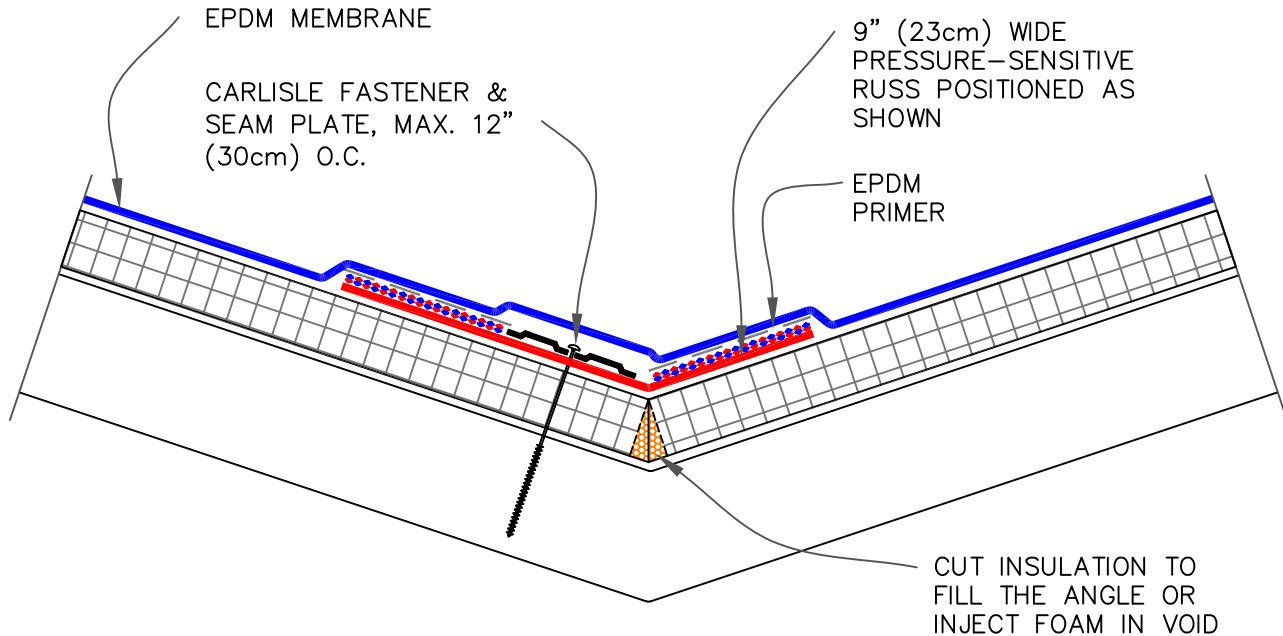 EPDM MEMBRANE
CARLISLE FASTENER &
SEAM PLATE, MAX. 12"
(30cm) O.C.
9" (23cm) WIDE
PRESSURE–SENSITIVE
RUSS POSITIONED AS
SHOWN
EPDM
PRIMER
CUT INSULATION TO
FILL THE ANGLE OR
INJECT FOAM IN VOID